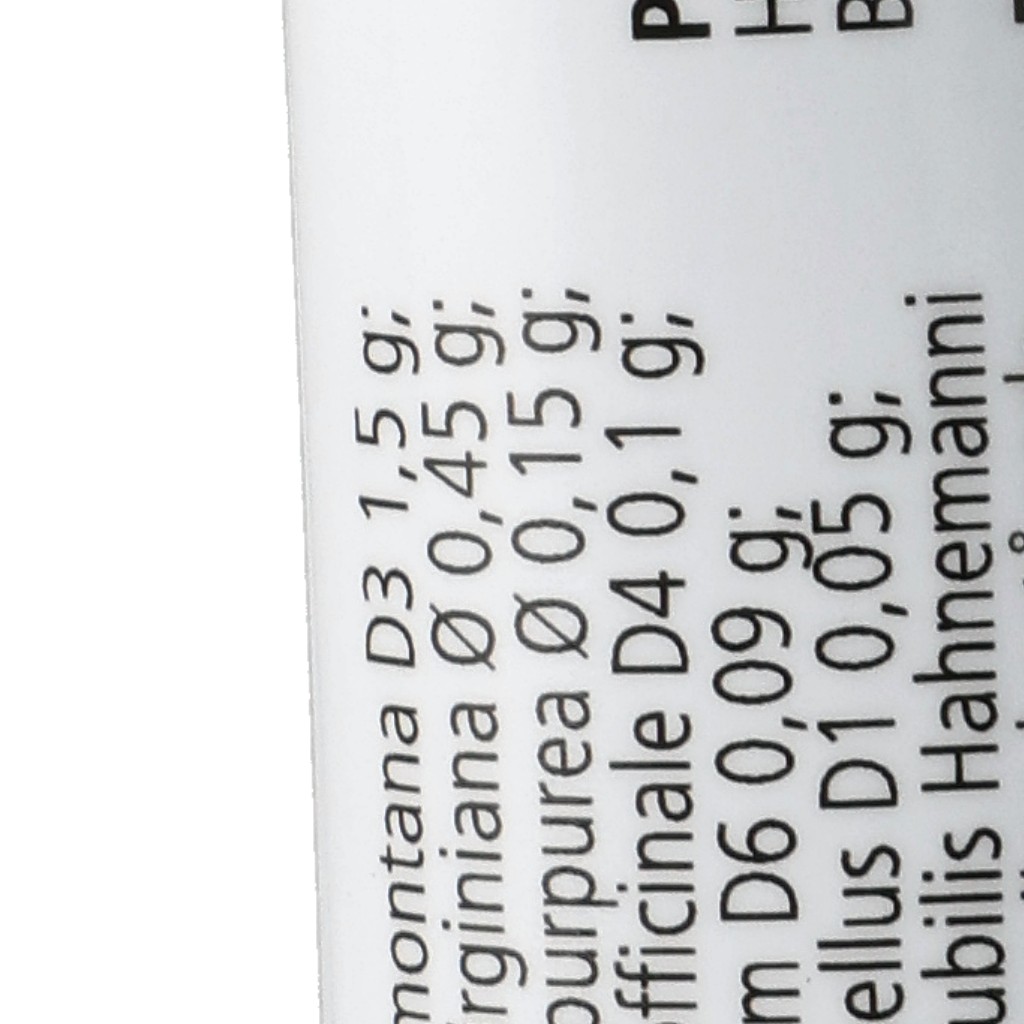 montana D3 1,5 g;
rginiana Ø 0,45 g;
purpurea Ø 0,15 g;
officinale D4 0,1 g;
m D6 0,09 g;
ellus D1 0,05 g;
ubilis Hahnemanni
P
H
B